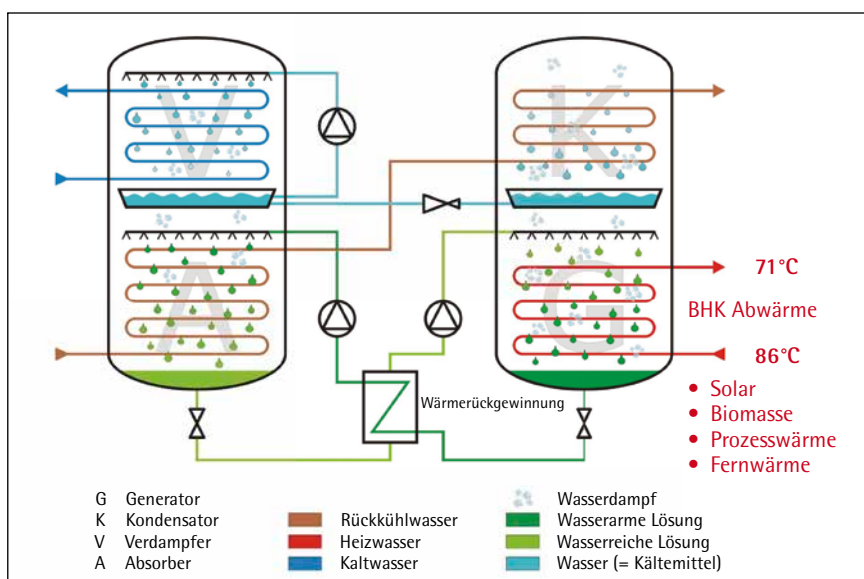 V
K
A
G
71°C
BHK Abwärme
86°C
• Solar
• Biomasse
• Prozesswärme
• Fernwärme
Wärmerückgewinnung
G Generator
K Kondensator
V Verdampfer
A Absorber
Rückkühlwasser
Heizwasser
Kaltwasser
Wasserdampf
Wasserarme Lösung
Wasserreiche Lösung
Wasser (= Kältemittel)